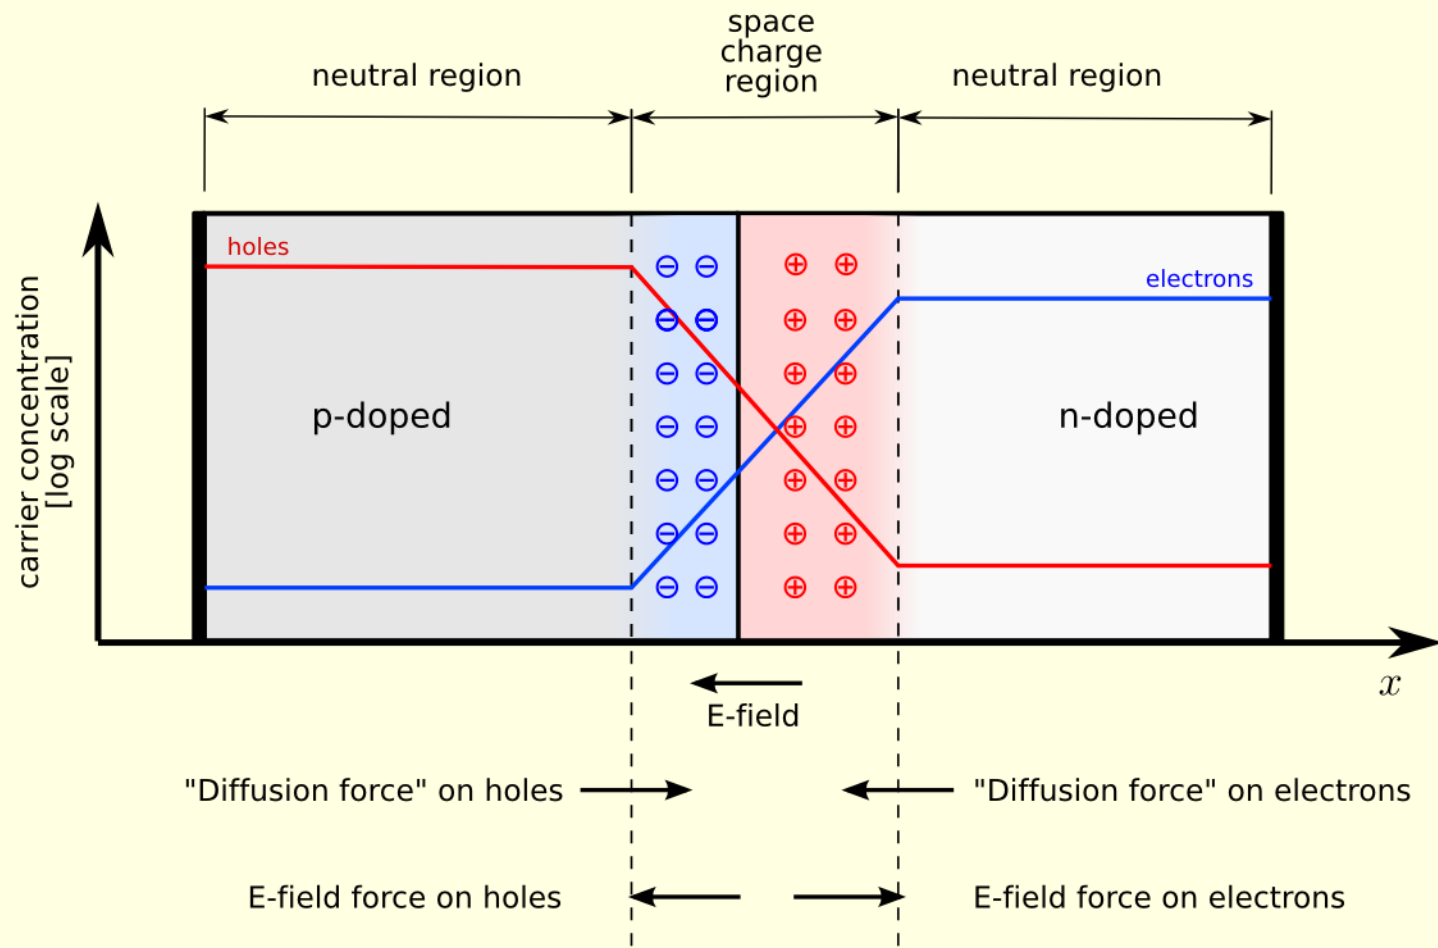 space
charge
region
neutral region
neutral region
holes
electrons
carrier concentration
[log scale]
p-doped
n-doped
x
E-field
"Diffusion force" on holes
"Diffusion force" on electrons
E-field force on holes
E-field force on electrons